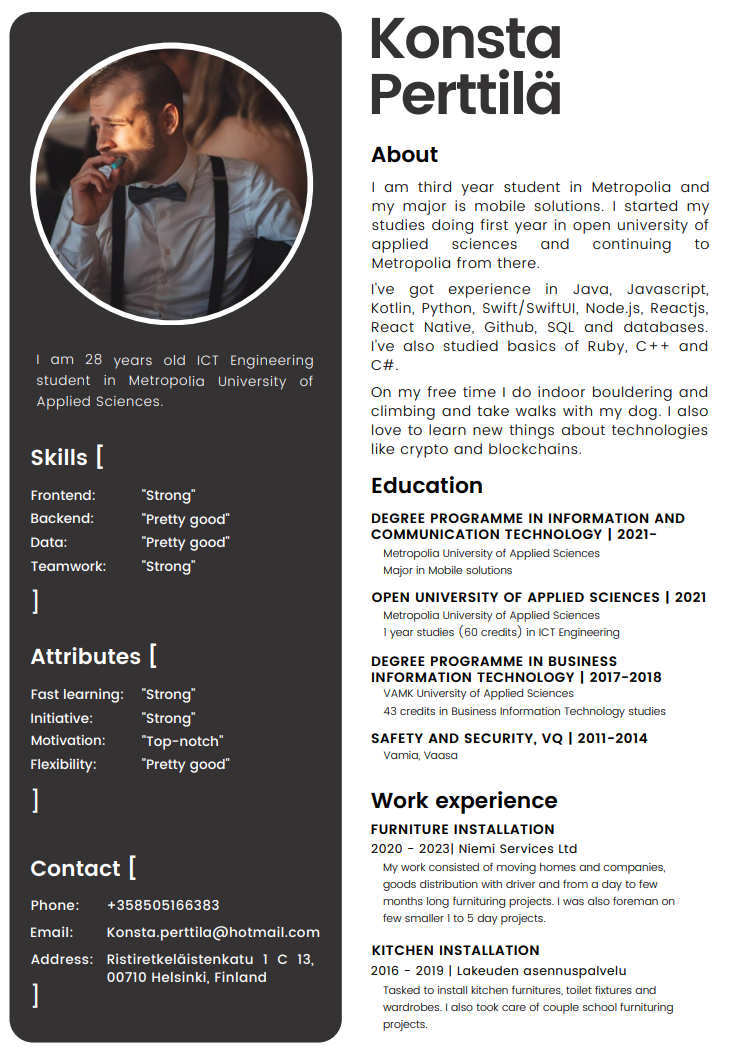 I am 28 years old ICT Engineering
student in Metropolia University of
Applied Sciences.
Skills [
Frontend: "Strong"
Backend: "Pretty good"
Data: "Pretty good"
Teamwork: "Strong"
]
Attributes [
Fast learning: "Strong"
Initiative: "Strong"
Motivation: "Top-notch"
Flexibility: "Pretty good"
]
Contact [
Phone: +358505166383
Email: Konsta.perttila@hotmail.com
Address: Ristiretkeläistenkatu 1 C 13,
00710 Helsinki, Finland
]
Konsta
Perttilä
About
I am third year student in Metropolia and
my major is mobile solutions. I started my
studies doing first year in open university of
applied sciences and continuing to
Metropolia from there.
I've got experience in Java, Javascript,
Kotlin, Python, Swift/SwiftUI, Node.js, Reactjs,
React Native, Github, SQL and databases.
I've also studied basics of Ruby, C++ and
C#.
On my free time I do indoor bouldering and
climbing and take walks with my dog. I also
love to learn new things about technologies
like crypto and blockchains.
Education
DEGREE PROGRAMME IN INFORMATION AND
COMMUNICATION TECHNOLOGY | 2021-
Metropolia University of Applied Sciences
Major in Mobile solutions
OPEN UNIVERSITY OF APPLIED SCIENCES | 2021
Metropolia University of Applied Sciences
1 year studies (60 credits) in ICT Engineering
DEGREE PROGRAMME IN BUSINESS
INFORMATION TECHNOLOGY | 2017-2018
VAMK University of Applied Sciences
43 credits in Business Information Technology studies
SAFETY AND SECURITY, VQ | 2011-2014
Vamia, Vaasa
Work experience
FURNITURE INSTALLATION
2020 - 2023| Niemi Services Ltd
My work consisted of moving homes and companies,
goods distribution with driver and from a day to few
months long furnituring projects. I was also foreman on
few smaller 1 to 5 day projects.
KITCHEN INSTALLATION
2016 - 2019 | Lakeuden asennuspalvelu
Tasked to install kitchen furnitures, toilet fixtures and
wardrobes. I also took care of couple school furnituring
projects.